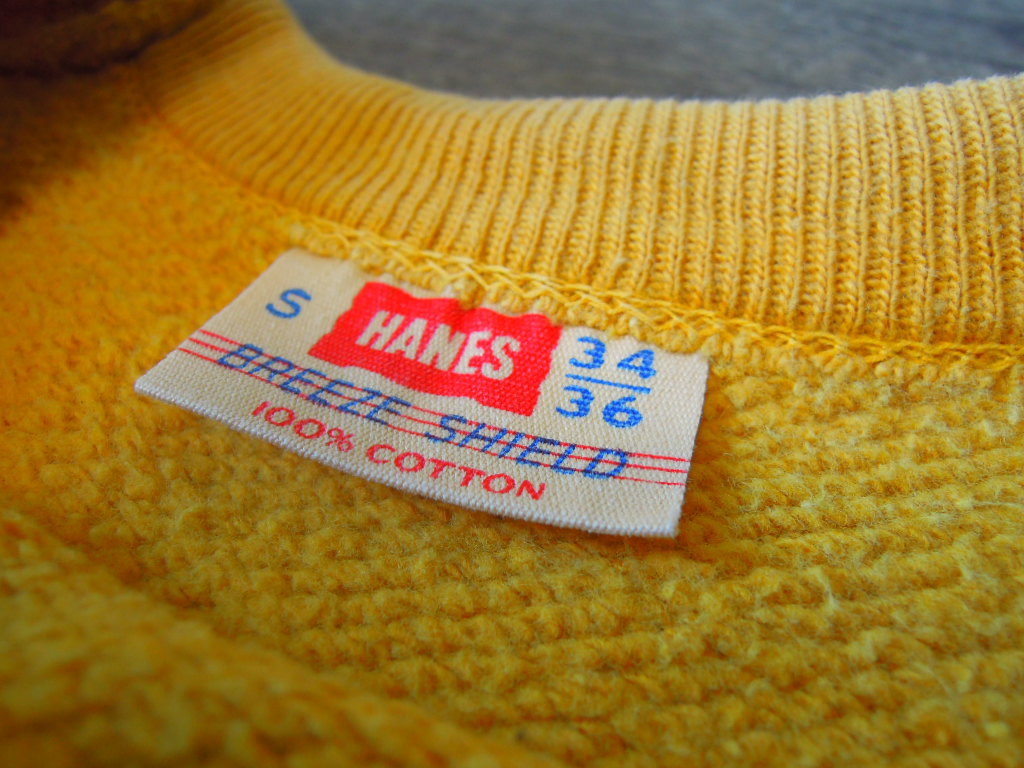 S
HANES
34
36
BREEZE SHIELD
100% COTTON